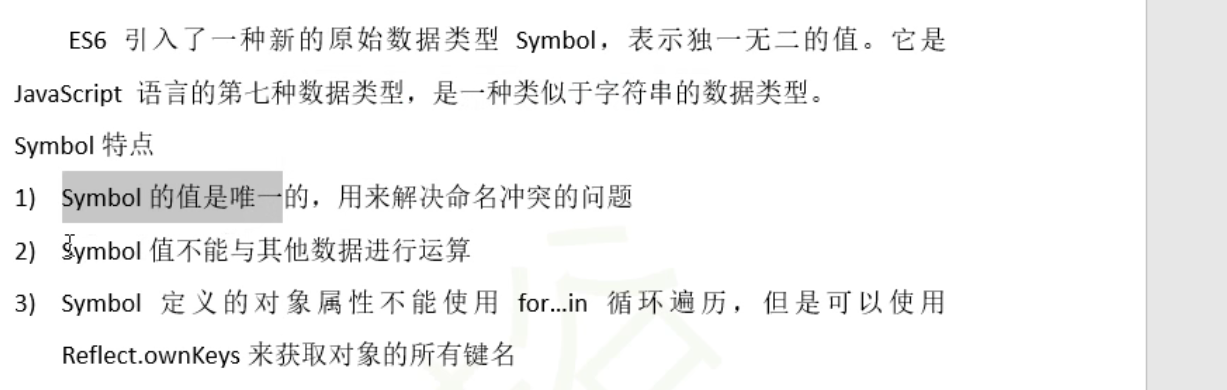 ES6 引入了一种新的原始数据类型 Symbol，表示独一无二的值。它是
JavaScript 语言的第七种数据类型，是一种类似于字符串的数据类型。
Symbol 特点
1) Symbol 的值是唯一的，用来解决命名冲突的问题
2) Symbol 值不能与其他数据进行运算
3) Symbol 定义的对象属性不能使用 for…in 循环遍历，但是可以使用
Reflect.ownKeys 来获取对象的所有键名